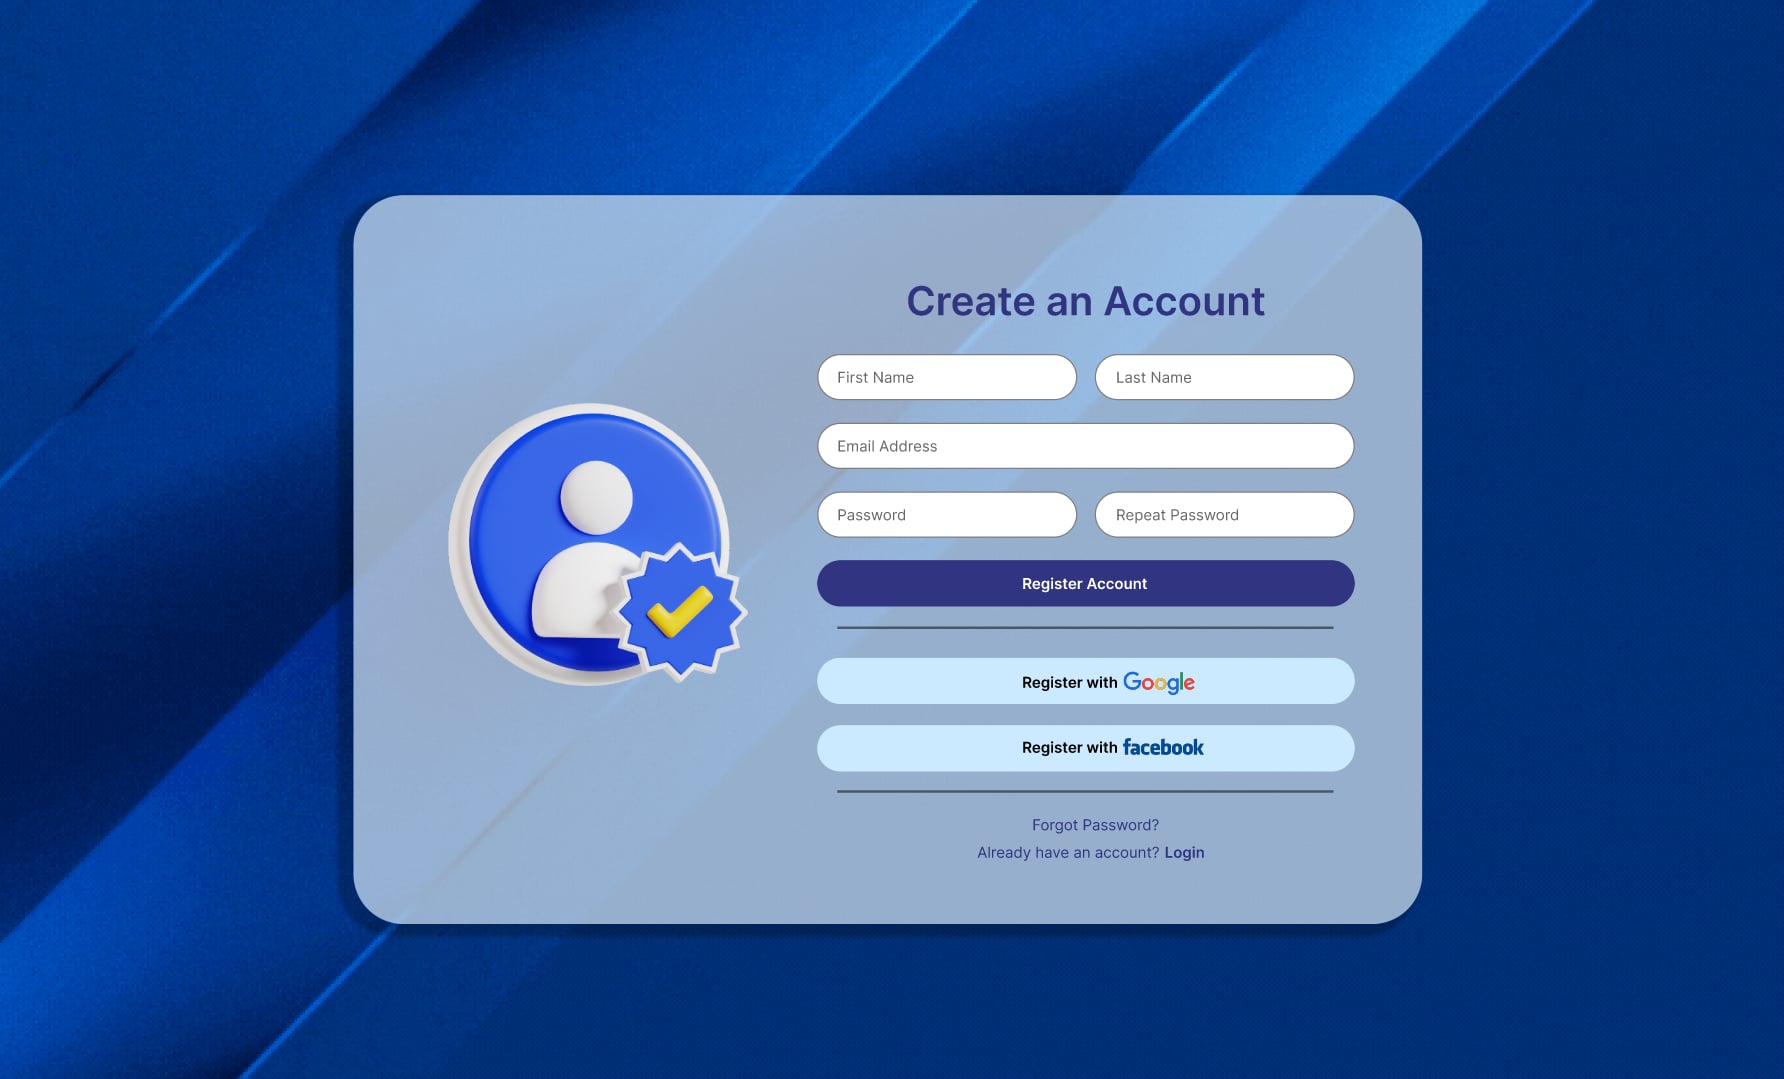 Create an Account
First Name
Last Name
Email Address
Password
Repeat Password
Register Account
Register with Google
Register with facebook
Forgot Password?
Already have an account? Login